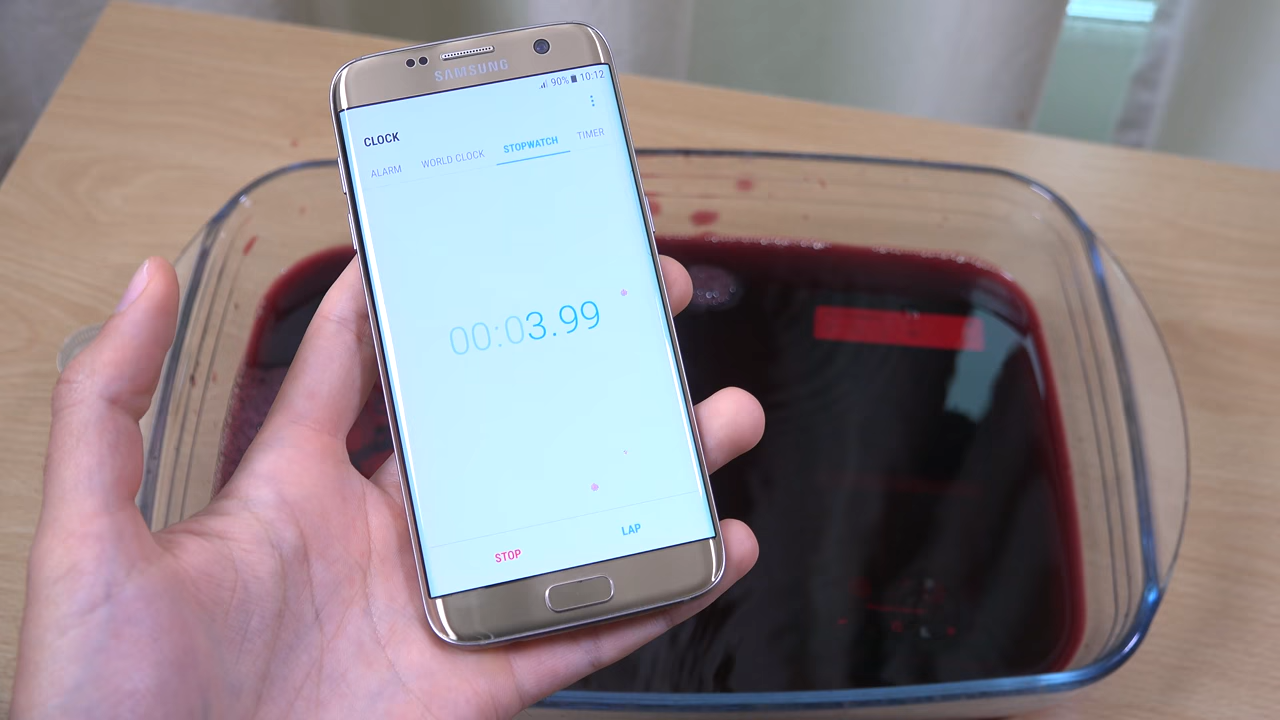 SAMSUNG
90% 10:12
CLOCK
ALARM WORLD CLOCK STOPWATCH TIMER
00:03.99
STOP LAP